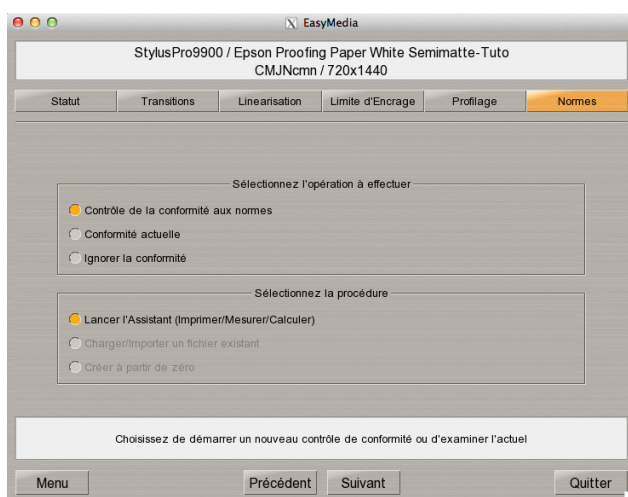 EasyMedia
StylusPro9900 / Epson Proofing Paper White Semimatte-Tuto
CMJNcmn / 720x1440
Statut Transitions Linearisation Limite d'Encrage Profilage Normes
Sélectionnez l'opération à effectuer
Contrôle de la conformité aux normes
Conformité actuelle
Ignorer la conformité
Sélectionnez la procédure
Lancer l'Assistant (Imprimer/Mesurer/Calculer)
Charger/Importer un fichier existant
Créer à partir de zéro
Choisissez de démarrer un nouveau contrôle de conformité ou d'examiner l'actuel
Menu Précédent Suivant Quitter